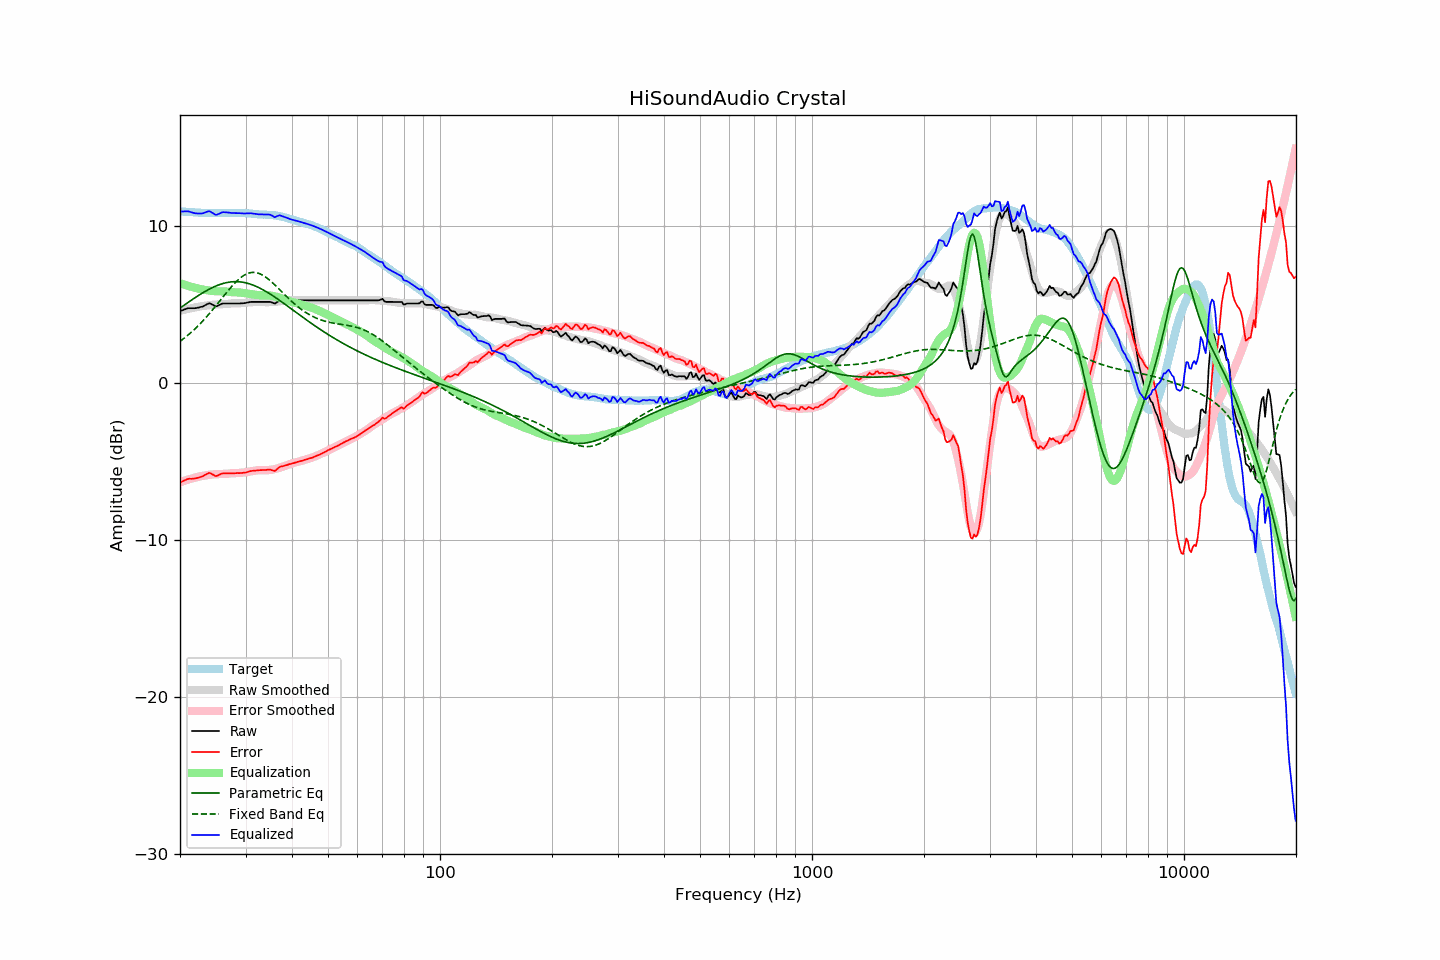 HiSoundAudio Crystal
Amplitude (dBr)
10
0
−10
−20
−30
Target
Raw Smoothed
Error Smoothed
Raw
Error
Equalization
Parametric Eq
Fixed Band Eq
Equalized
100
1000
10000
Frequency (Hz)